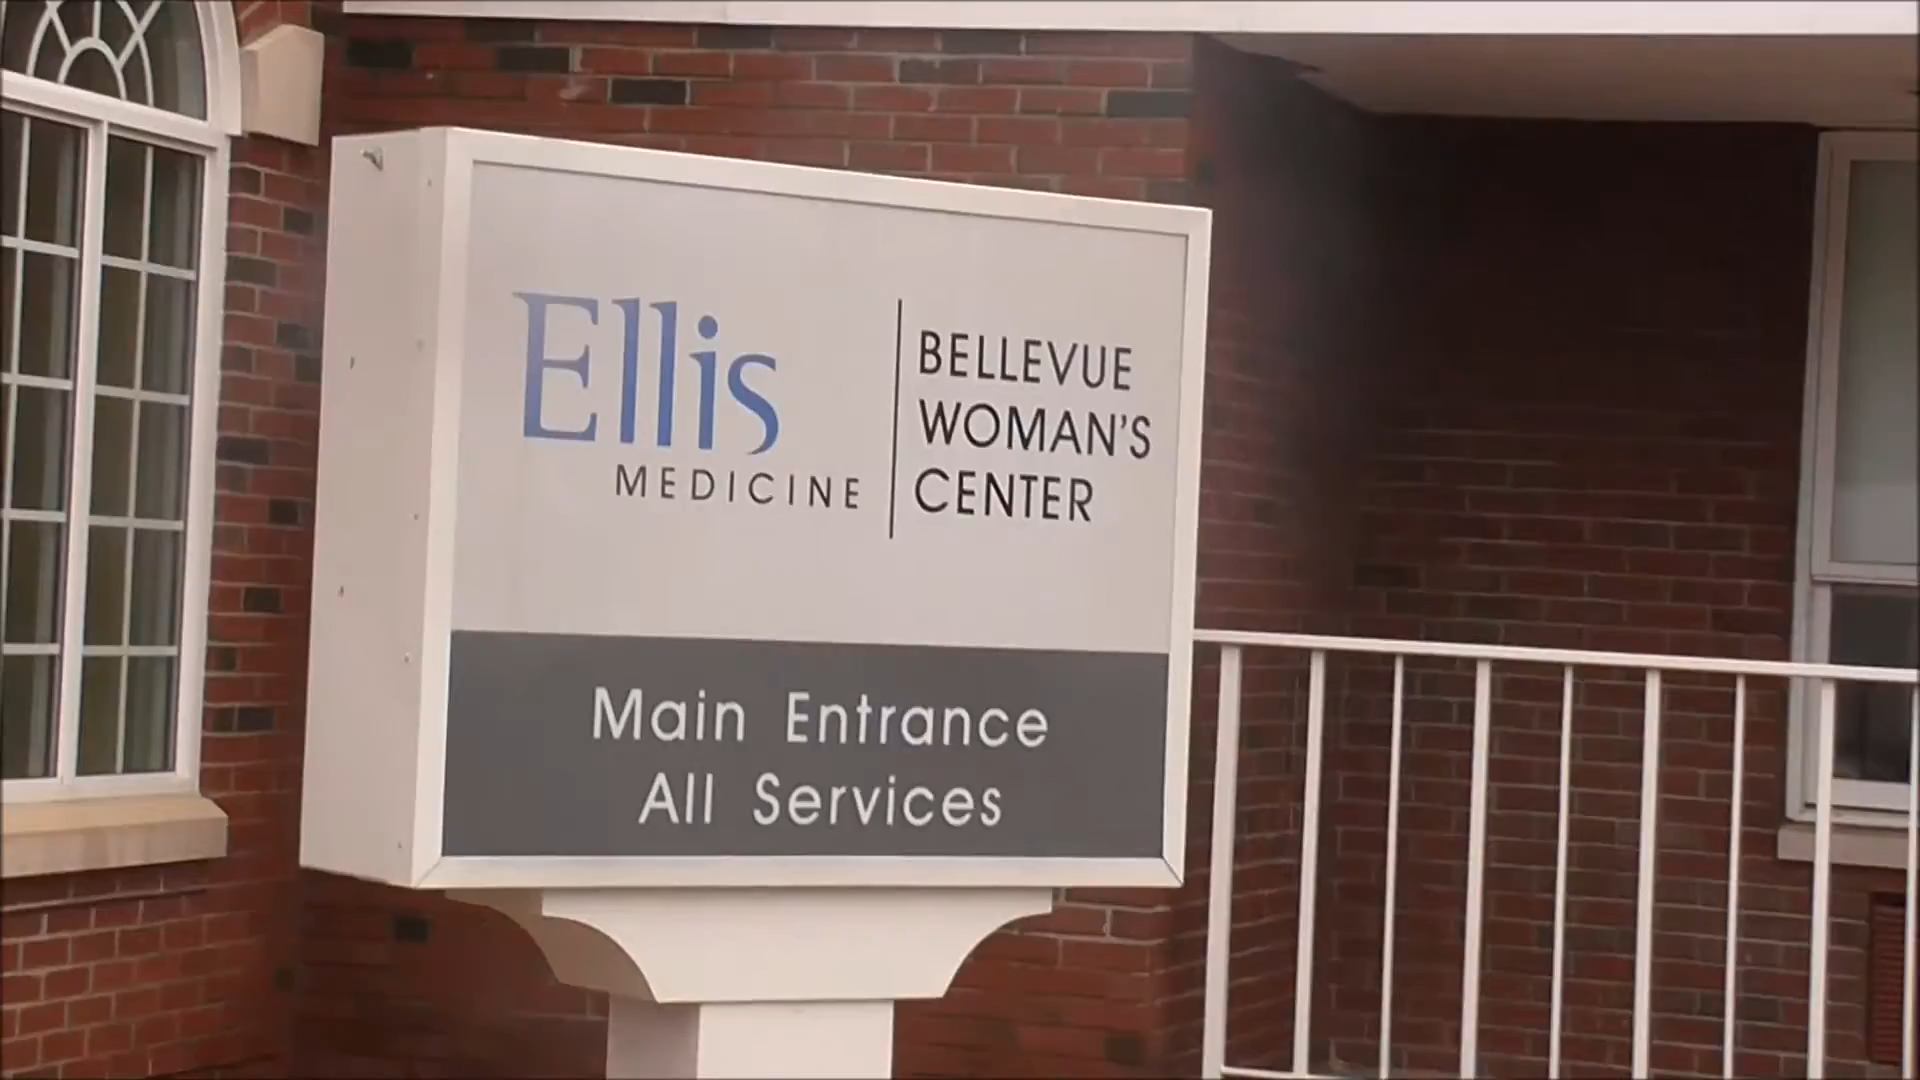 Ellis
MEDICINE
BELLEVUE
WOMAN'S
CENTER
Main Entrance
All Services